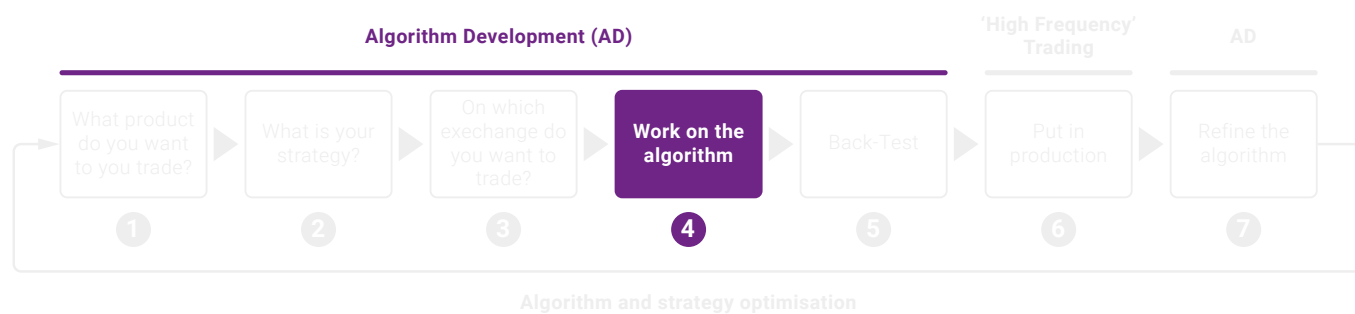 Algorithm Development (AD)
'High Frequency'
Trading
AD
What product
do you want
to you trade?
What is your
strategy?
On which
exechange do
you want to
trade?
Work on the
algorithm
Back-Test
Put in
production
Refine the
algorithm
1
2
3
4
5
6
7
Algorithm and strategy optimisation